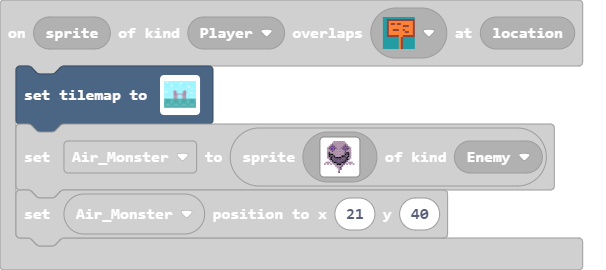 on sprite of kind Player overlaps at location
set tilemap to
set Air_Monster to sprite of kind Enemy
set Air_Monster position to x 21 y 40